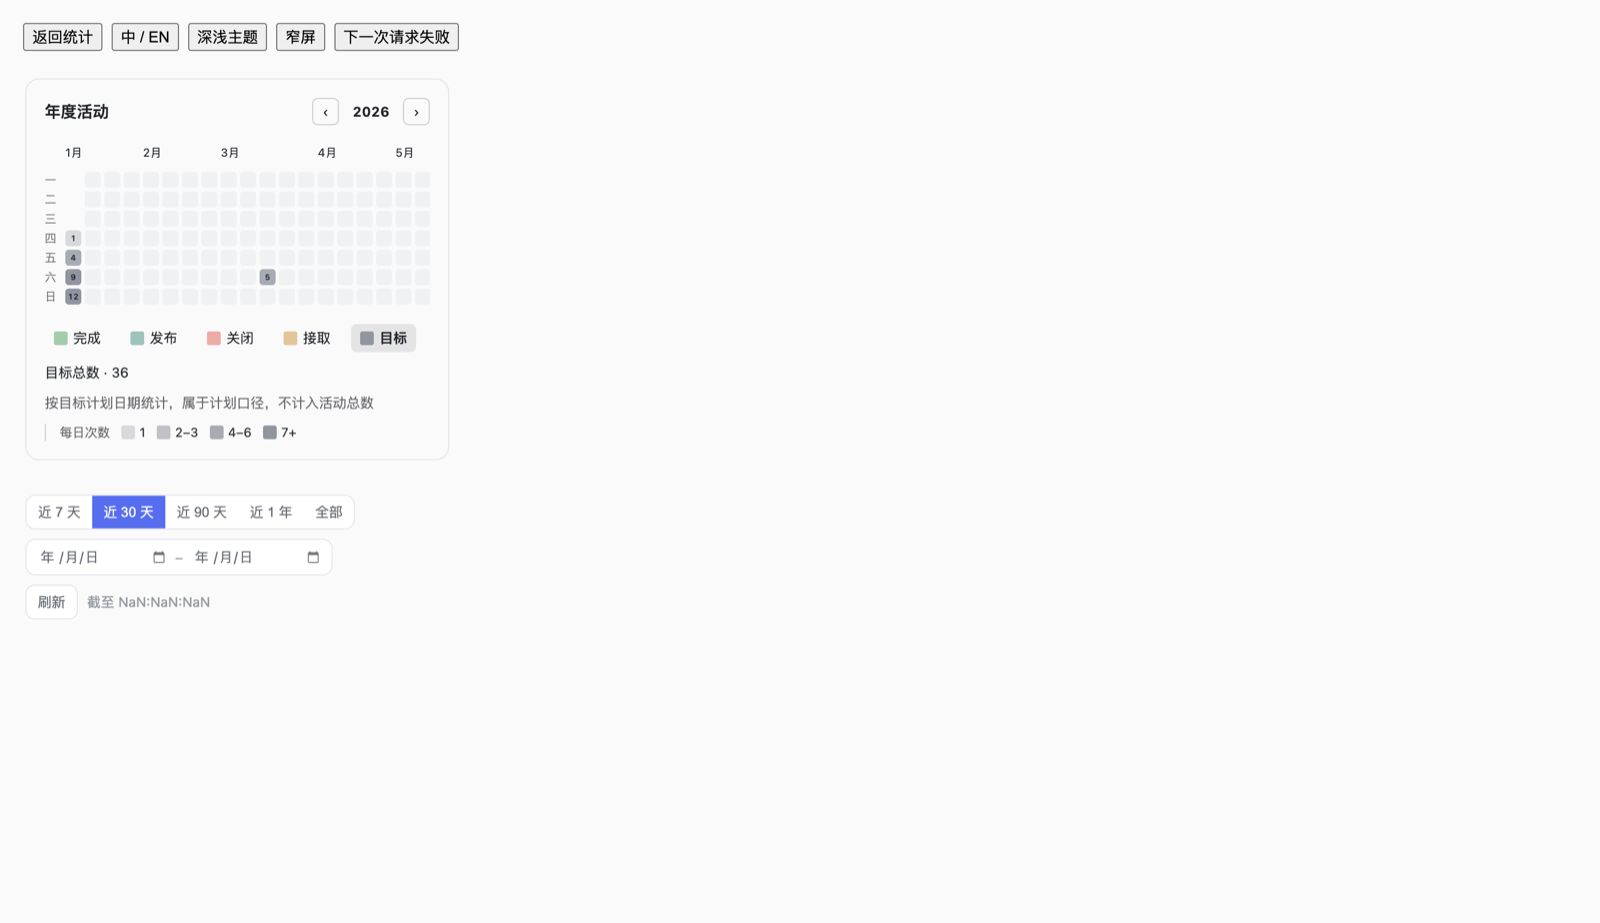 返回统计 中 / EN 深浅主题 窄屏 下一次请求失败
年度活动 ‹ 2026 ›
1月 2月 3月 4月 5月
一
二
三
四 1
五 4
六 9 5
日 12
完成 发布 关闭 接取 目标
目标总数 · 36
按目标计划日期统计，属于计划口径，不计入活动总数
每日次数 1 2–3 4–6 7+
近 7 天 近 30 天 近 90 天 近 1 年 全部
年 /月/日 – 年 /月/日
刷新 截至 NaN:NaN:NaN